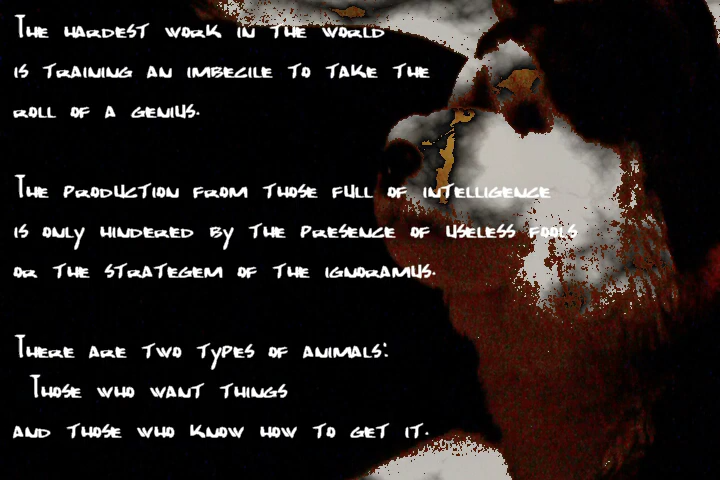 The hardest work in the world
is training an imbecile to take the
roll of a genius.
The production from those full of intelligence
is only hindered by the presence of useless fools
or the strategem of the ignoramus.
There are two types of animals:
Those who want things
and those who know how to get it.